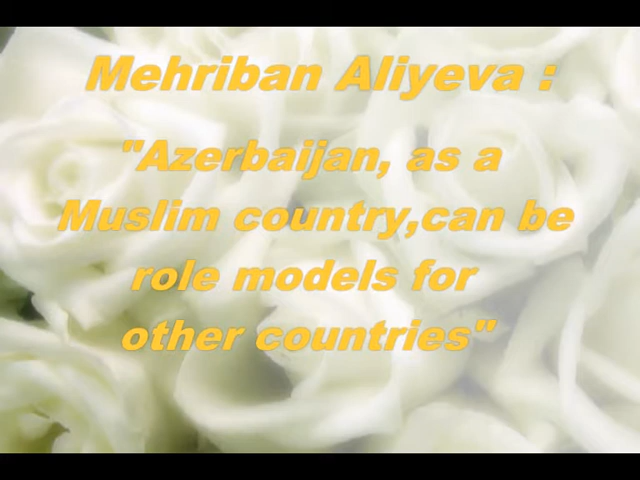 Mehriban Aliyeva :
"Azerbaijan, as a
Muslim country,can be
role models for
other countries"